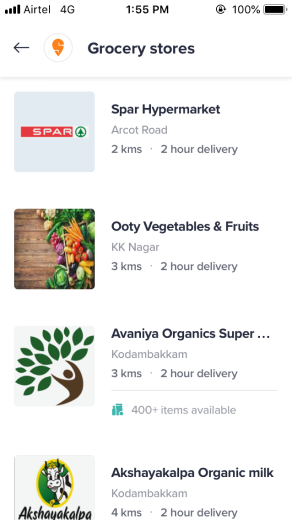 Airtel 4G 1:55 PM 100%
Grocery stores
SPAR
Spar Hypermarket
Arcot Road
2 kms · 2 hour delivery
Ooty Vegetables & Fruits
KK Nagar
3 kms · 2 hour delivery
Avaniya Organics Super ...
Kodambakkam
3 kms · 2 hour delivery
400+ items available
Akshayakalpa
Akshayakalpa Organic milk
Kodambakkam
4 kms · 2 hour delivery